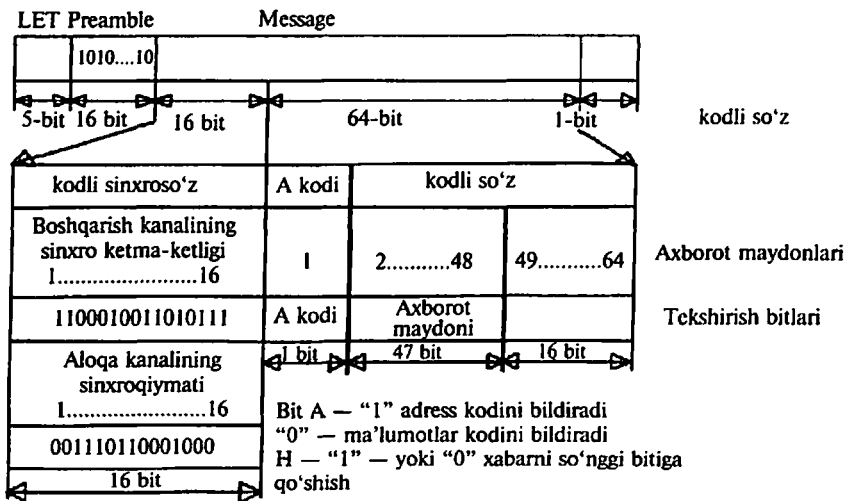 LET Preamble Message
1010....10
5-bit 16 bit 16 bit 64-bit 1-bit kodli so‘z
kodli sinxroso‘z A kodi kodli so‘z
Boshqarish kanalining
sinxro ketma-ketligi
1.......................16
1 2...........48 49...........64 Axborot maydonlari
1100010011010111 A kodi Axborot
maydoni
Tekshirish bitlari
1 bit 47 bit 16 bit
Aloqa kanalining
sinxroqiymati
1.......................16
001110110001000
16 bit
Bit A — “1” adress kodini bildiradi
“0” — ma’lumotlar kodini bildiradi
H — “1” — yoki “0” xabarni so‘nggi bitiga
qo‘shish